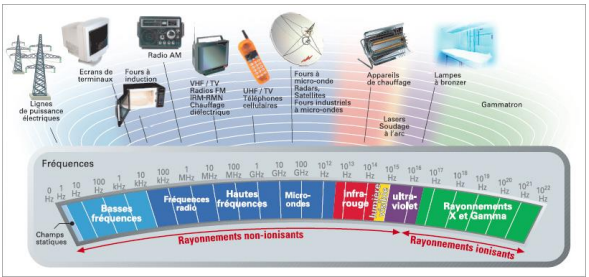 Lignes
de puissance
électriques
Ecrans de
terminaux
Fours à
induction
Radio AM
VHF / TV
Radios FM
IRM-RMN
Chauffage
diélectrique
UHF / TV
Téléphones
cellulaires
Fours à
micro-onde
Radars,
Satellites
Fours industriels
à micro-ondes
Appareils
de chauffage
Lasers
Soudage
à l'arc
Lampes
à bronzer
Gammatron
Fréquences
0 Hz
1 Hz
10 Hz
100 Hz
1 kHz
10 kHz
100 kHz
1 MHz
10 MHz
100 MHz
1 GHz
10 GHz
100 GHz
10¹² Hz
10¹³ Hz
10¹⁴ Hz
10¹⁵ Hz
10¹⁶ Hz
10¹⁷ Hz
10¹⁸ Hz
10¹⁹ Hz
10²⁰ Hz
10²¹ Hz
10²² Hz
Champs
statiques
Basses
fréquences
Fréquences
radio
Hautes
fréquences
Micro-
ondes
infra-
rouge
lumière
visible
ultra-
violet
Rayonnements
X et Gamma
Rayonnements non-ionisants
Rayonnements ionisants